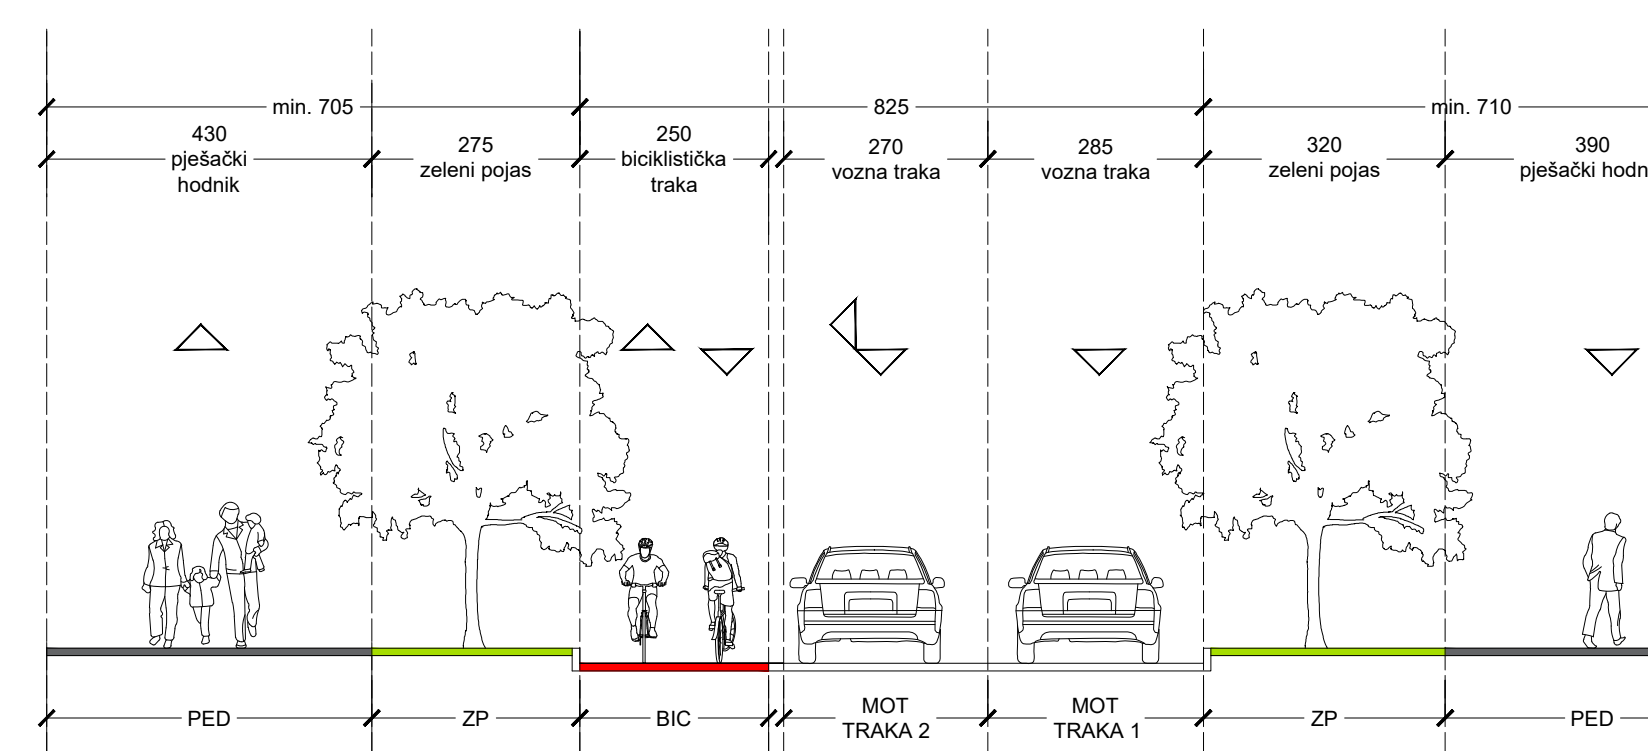 min. 705
825
min. 710
430
pješački
hodnik
275
zeleni pojas
250
biciklistička
traka
270
vozna traka
285
vozna traka
320
zeleni pojas
390
pješački hodn
PED
ZP
BIC
MOT
TRAKA 2
MOT
TRAKA 1
ZP
PED